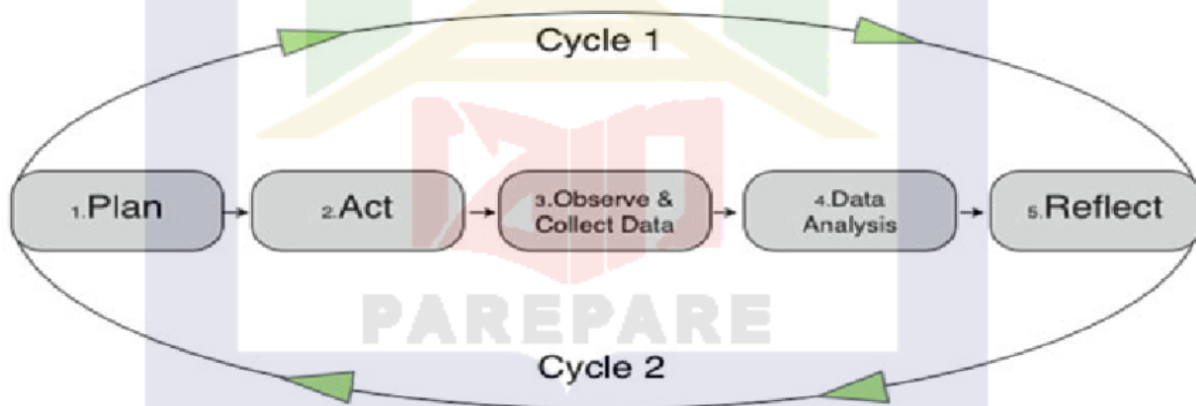 Cycle 1
1.Plan
2.Act
3.Observe &
Collect Data
4.Data
Analysis
5.Reflect
PAREPARE
Cycle 2